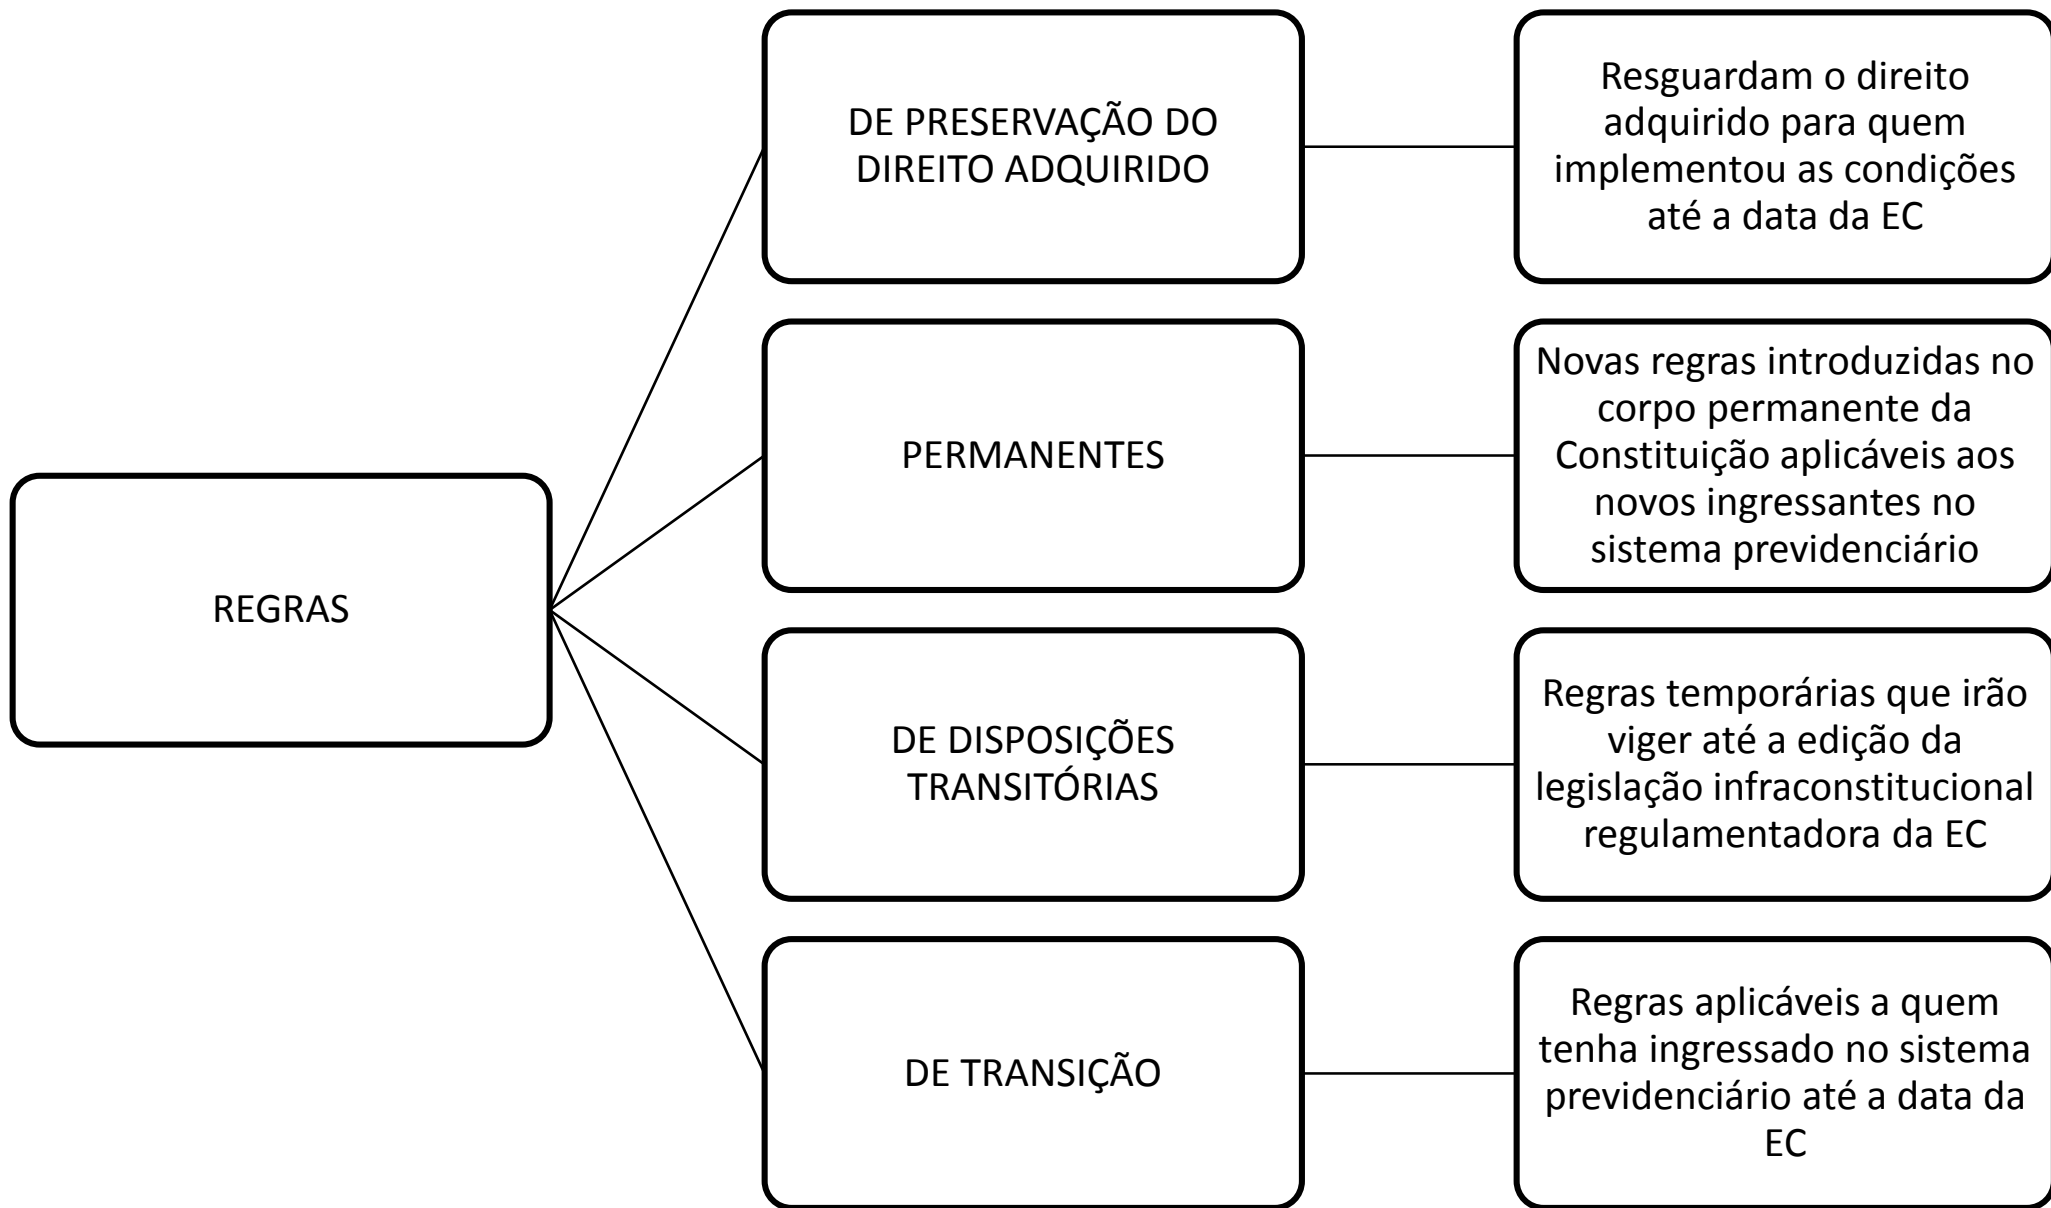 REGRAS
DE PRESERVAÇÃO DO
DIREITO ADQUIRIDO
Resguardam o direito
adquirido para quem
implementou as condições
até a data da EC
PERMANENTES
Novas regras introduzidas no
corpo permanente da
Constituição aplicáveis aos
novos ingressantes no
sistema previdenciário
DE DISPOSIÇÕES
TRANSITÓRIAS
Regras temporárias que irão
viger até a edição da
legislação infraconstitucional
regulamentadora da EC
DE TRANSIÇÃO
Regras aplicáveis a quem
tenha ingressado no sistema
previdenciário até a data da
EC